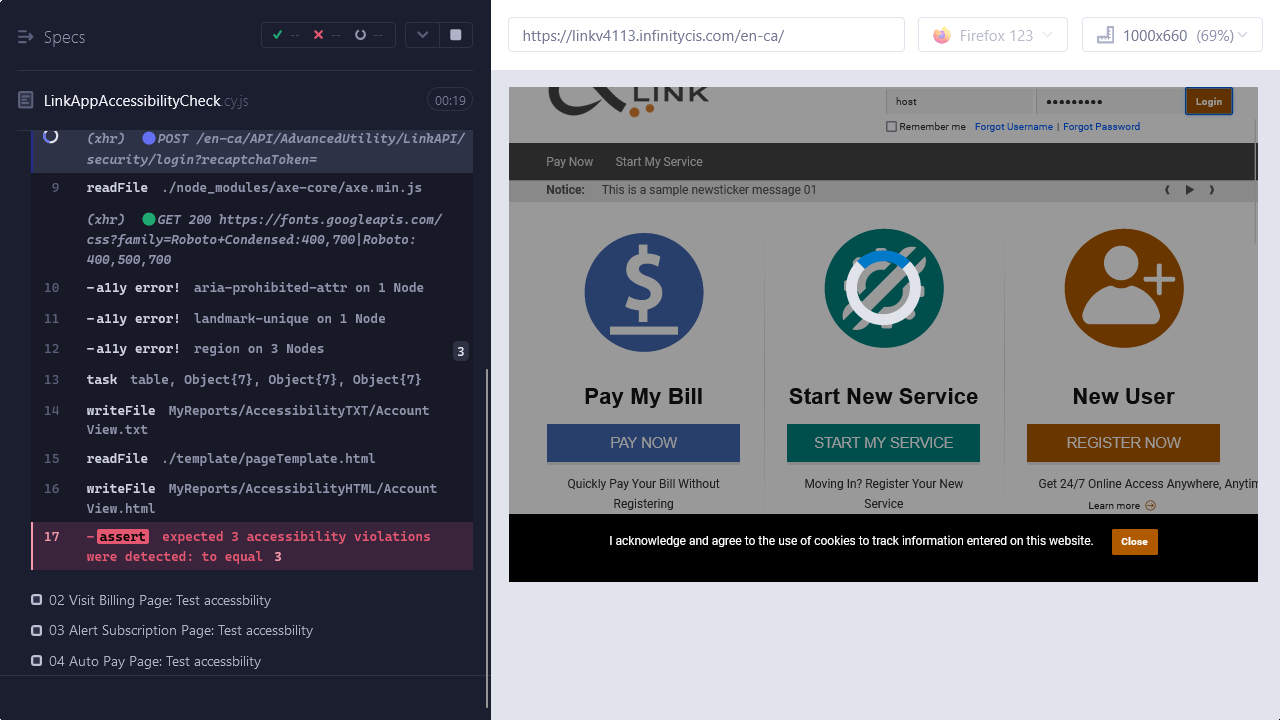 Specs
--
--
--
LinkAppAccessibilityCheck.cy.js
00:19
(xhr) POST /en-ca/API/AdvancedUtility/LinkAPI/
security/login?recaptchaToken=
9 readFile ./node_modules/axe-core/axe.min.js
(xhr) GET 200 https://fonts.googleapis.com/
css?family=Roboto+Condensed:400,700|Roboto:
400,500,700
10 -a11y error! aria-prohibited-attr on 1 Node
11 -a11y error! landmark-unique on 1 Node
12 -a11y error! region on 3 Nodes 3
13 task table, Object{7}, Object{7}, Object{7}
14 writeFile MyReports/AccessibilityTXT/Account
View.txt
15 readFile ./template/pageTemplate.html
16 writeFile MyReports/AccessibilityHTML/Account
View.html
17 -assert expected 3 accessibility violations
were detected: to equal 3
02 Visit Billing Page: Test accessbility
03 Alert Subscription Page: Test accessbility
04 Auto Pay Page: Test accessbility
https://linkv4113.infinitycis.com/en-ca/
Firefox 123
1000x660 (69%)
LINK
host
•••••••••
Login
Remember me Forgot Username | Forgot Password
Pay Now Start My Service
Notice: This is a sample newsticker message 01
Pay My Bill
PAY NOW
Quickly Pay Your Bill Without
Registering
Start New Service
START MY SERVICE
Moving In? Register Your New
Service
New User
REGISTER NOW
Get 24/7 Online Access Anywhere, Anytim
Learn more
I acknowledge and agree to the use of cookies to track information entered on this website.
Close